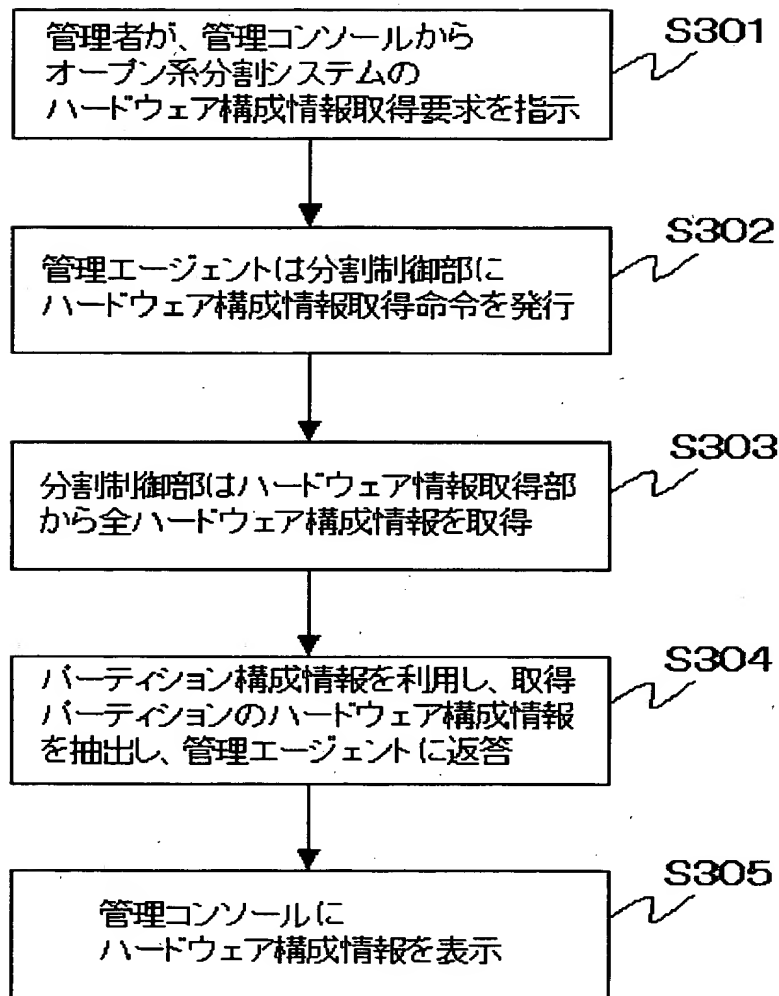 管理者が、管理コンソールから
オープン系分割システムの
ハードウェア構成情報取得要求を指示
S301
管理エージェントは分割制御部に
ハードウェア構成情報取得命令を発行
S302
分割制御部はハードウェア情報取得部
から全ハードウェア構成情報を取得
S303
パーティション構成情報を利用し、取得
パーティションのハードウェア構成情報
を抽出し、管理エージェントに返答
S304
管理コンソールに
ハードウェア構成情報を表示
S305